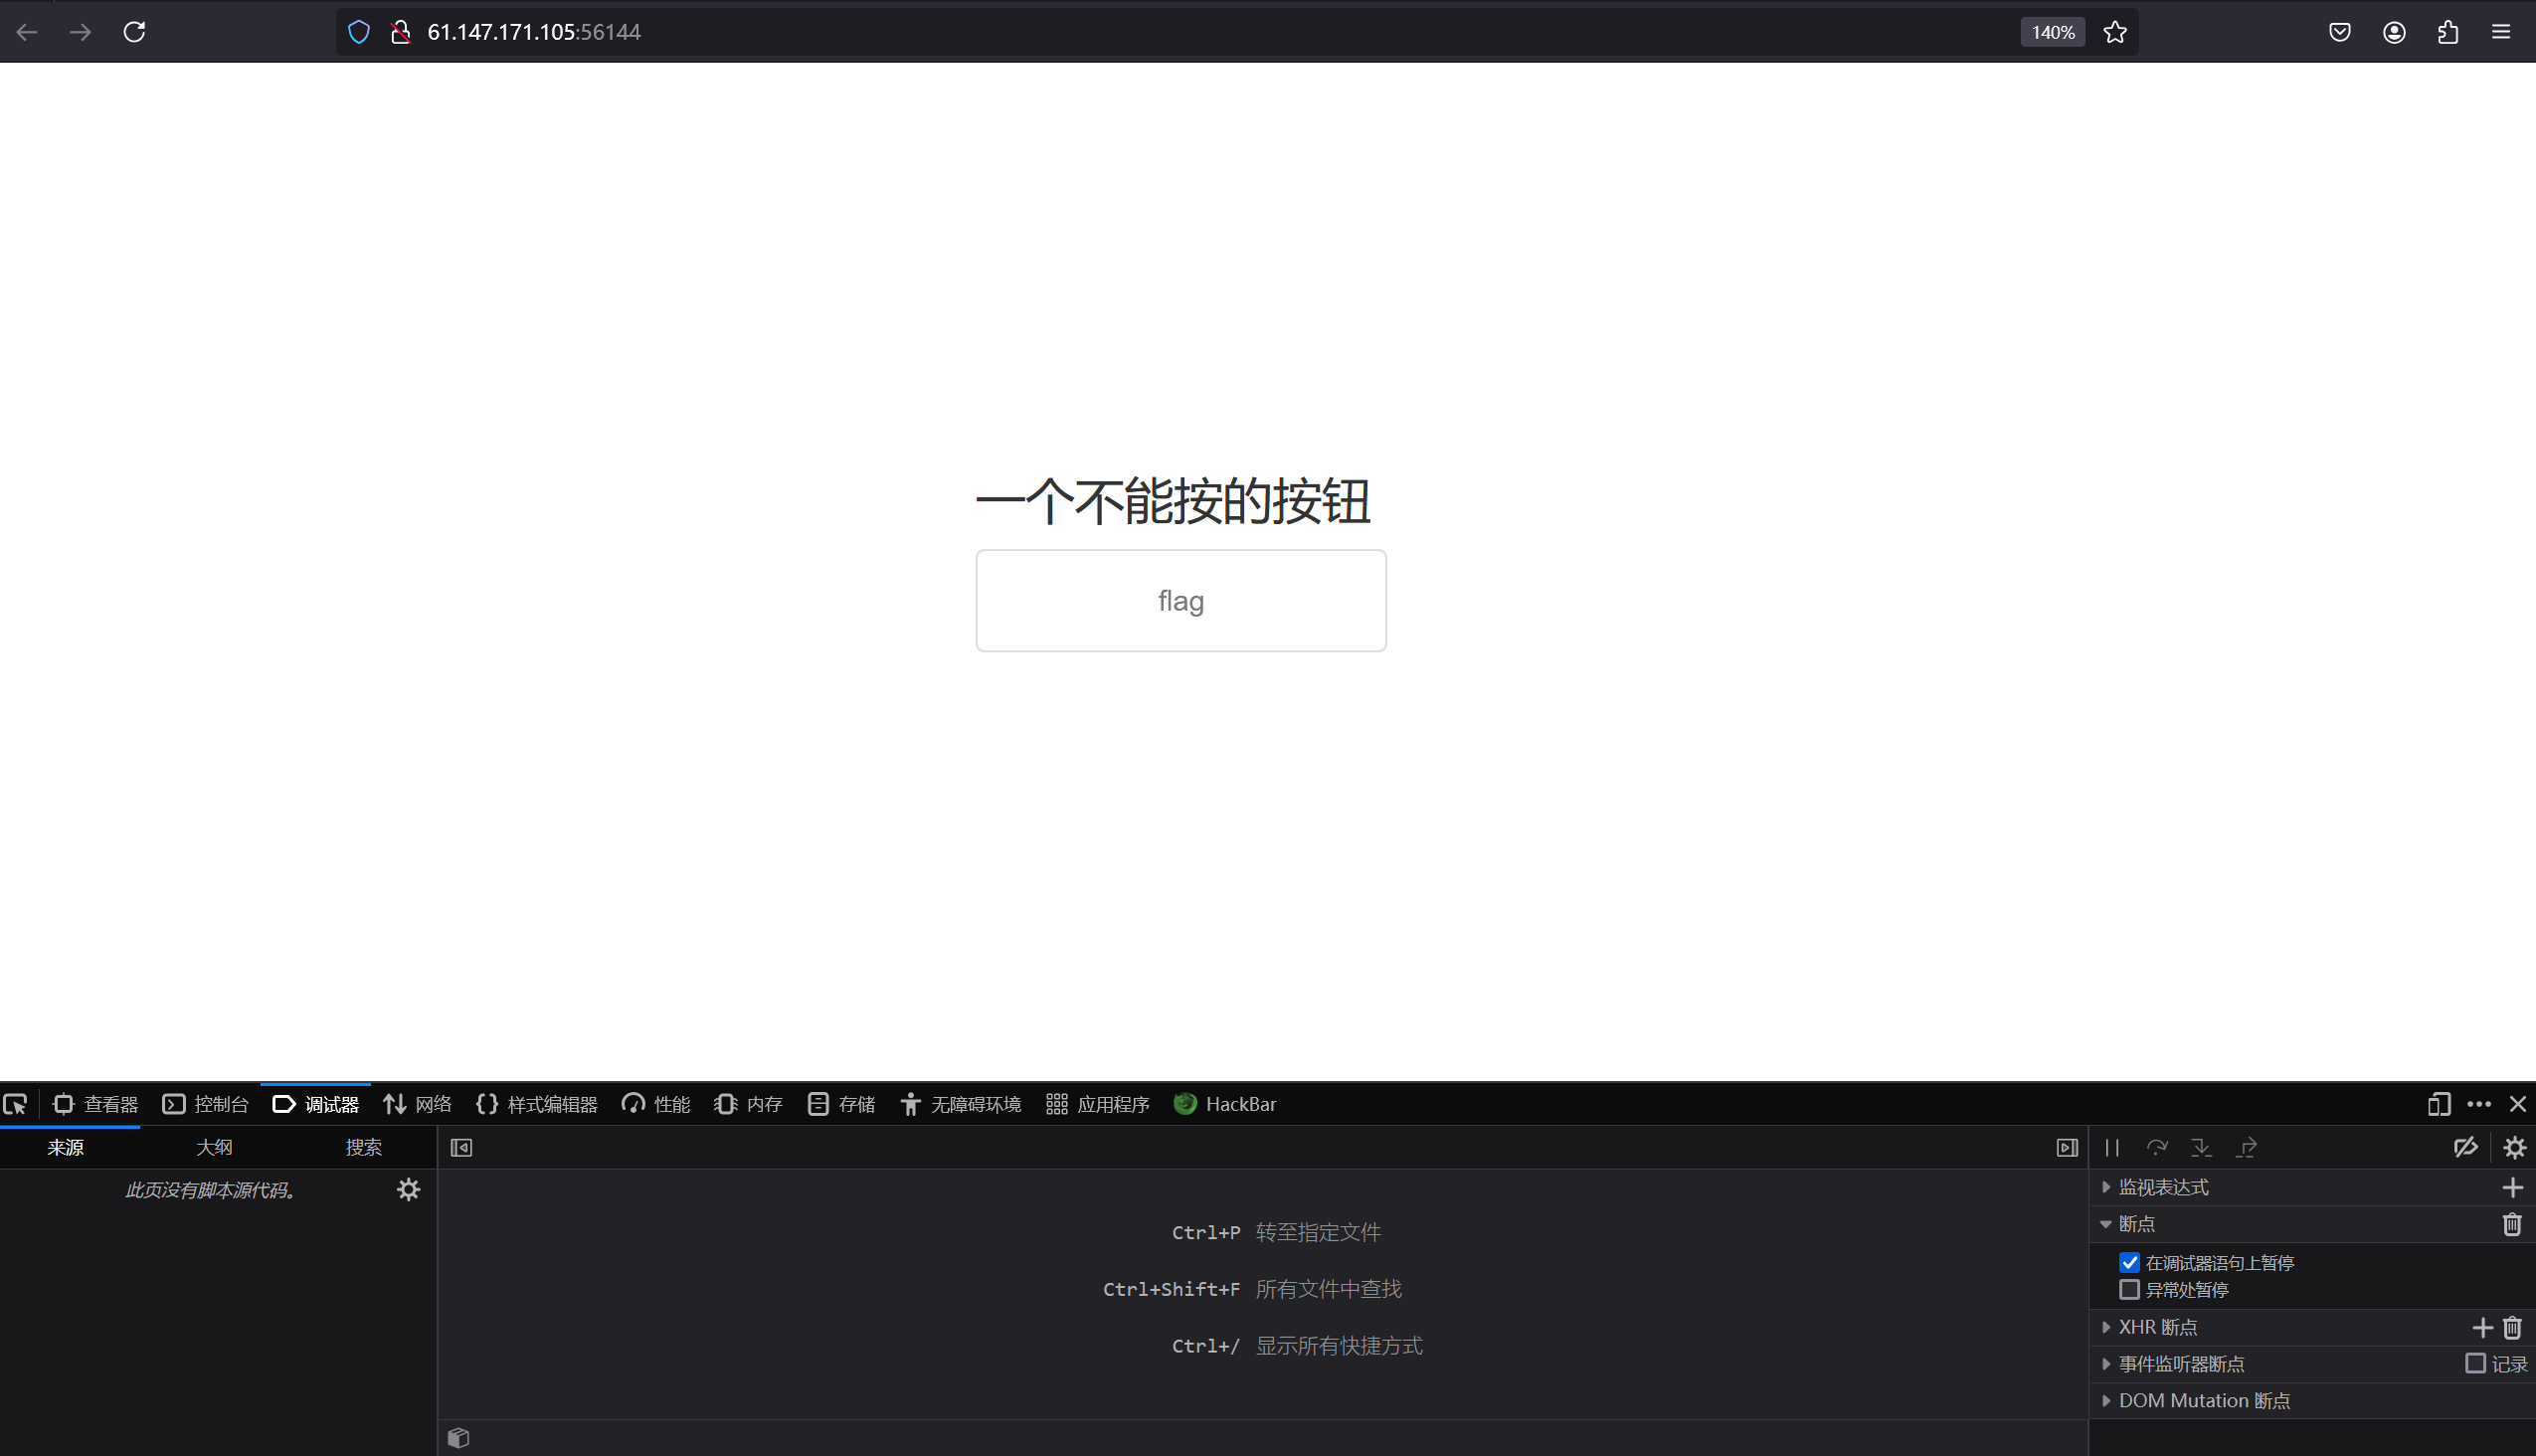 61.147.171.105:56144
140%
一个不能按的按钮
flag
查看器 控制台 调试器 网络 样式编辑器 性能 内存 存储 无障碍环境 应用程序 HackBar
来源 大纲 搜索
此页没有脚本源代码。
Ctrl+P 转至指定文件
Ctrl+Shift+F 所有文件中查找
Ctrl+/ 显示所有快捷方式
监视表达式
断点
在调试器语句上暂停
异常处暂停
XHR 断点
事件监听器断点 记录
DOM Mutation 断点